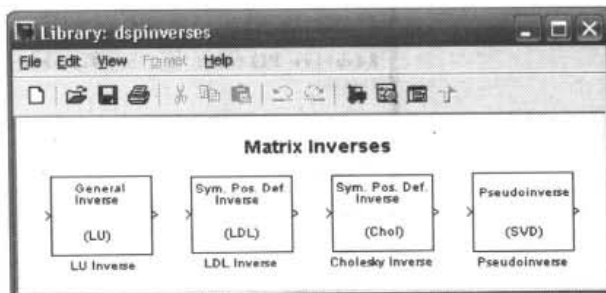 Library: dspinverses
File Edit View Format Help
Matrix Inverses
General Inverse (LU)
LU Inverse
Sym. Pos. Def. Inverse (LDL)
LDL Inverse
Sym. Pos. Def. Inverse (Chol)
Cholesky Inverse
Pseudoinverse (SVD)
Pseudoinverse